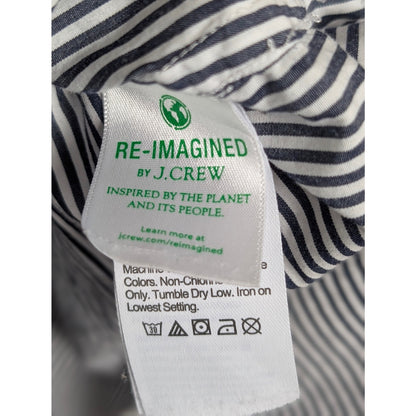 RE-IMAGINED
BY J.CREW
INSPIRED BY THE PLANET
AND ITS PEOPLE.
Learn more at
jcrew.com/reimagined
Machine
Colors. Non-Chlorine
Only. Tumble Dry Low. Iron on
Lowest Setting.
30